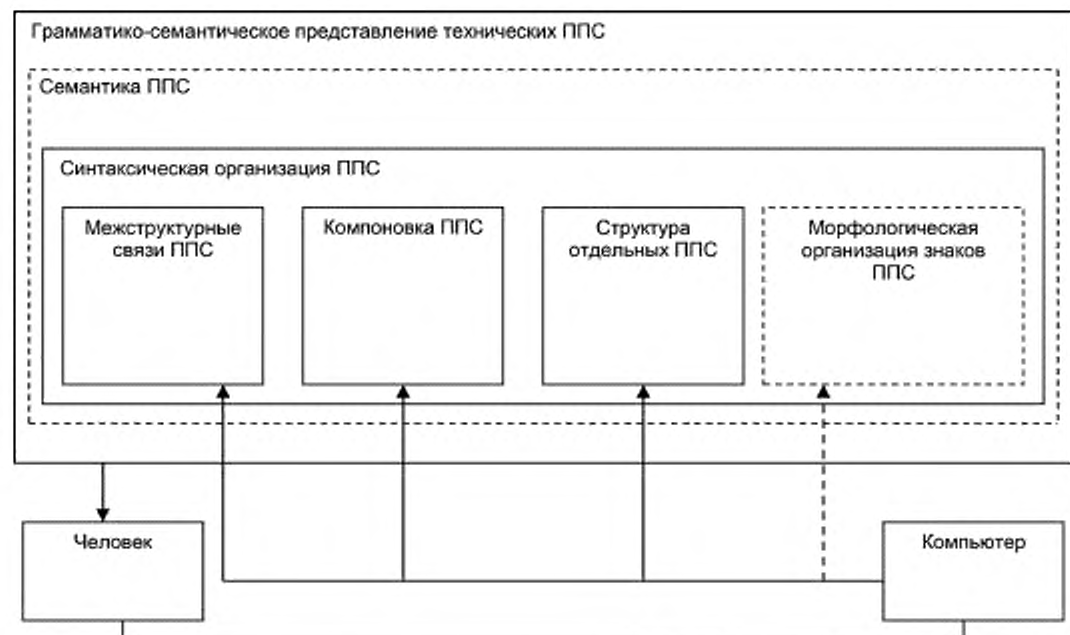 Грамматико-семантическое представление технических ППС
Семантика ППС
Синтаксическая организация ППС
Межструктурные
связи ППС
Компоновка ППС
Структура
отдельных ППС
Морфологическая
организация знаков
ППС
Человек
Компьютер